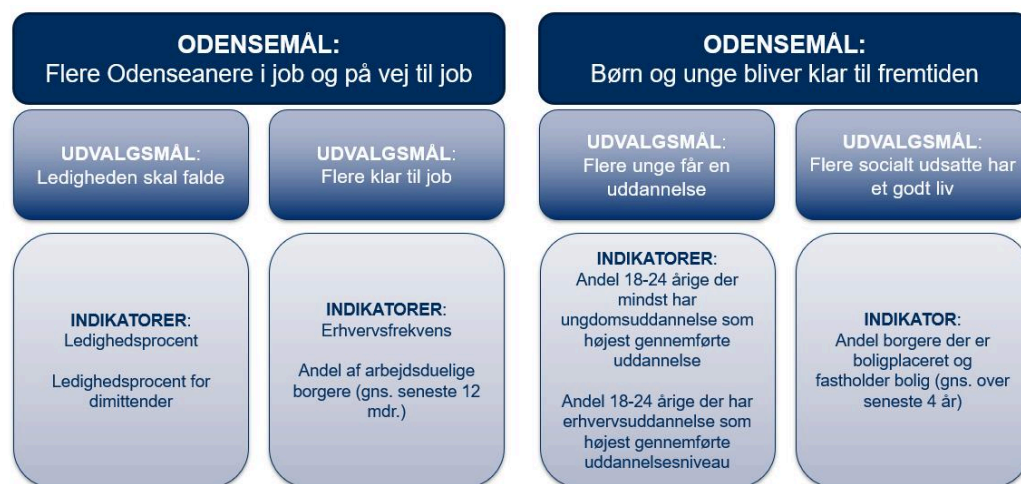 ODENSEMÅL:
Flere Odenseanere i job og på vej til job
ODENSEMÅL:
Børn og unge bliver klar til fremtiden
UDVALGSMÅL:
Ledigheden skal falde
UDVALGSMÅL:
Flere klar til job
UDVALGSMÅL:
Flere unge får en
uddannelse
UDVALGSMÅL:
Flere socialt udsatte har
et godt liv
INDIKATORER:
Ledighedsprocent
Ledighedsprocent for
dimittender
INDIKATORER:
Erhvervsfrekvens
Andel af arbejdsduelige
borgere (gns. seneste 12
mdr.)
INDIKATORER:
Andel 18-24 årige der
mindst har
ungdomsuddannelse som
højest gennemførte
uddannelse
Andel 18-24 årige der har
erhvervsuddannelse som
højest gennemførte
uddannelsesniveau
INDIKATOR:
Andel borgere der er
boligplaceret og
fastholder bolig (gns. over
seneste 4 år)